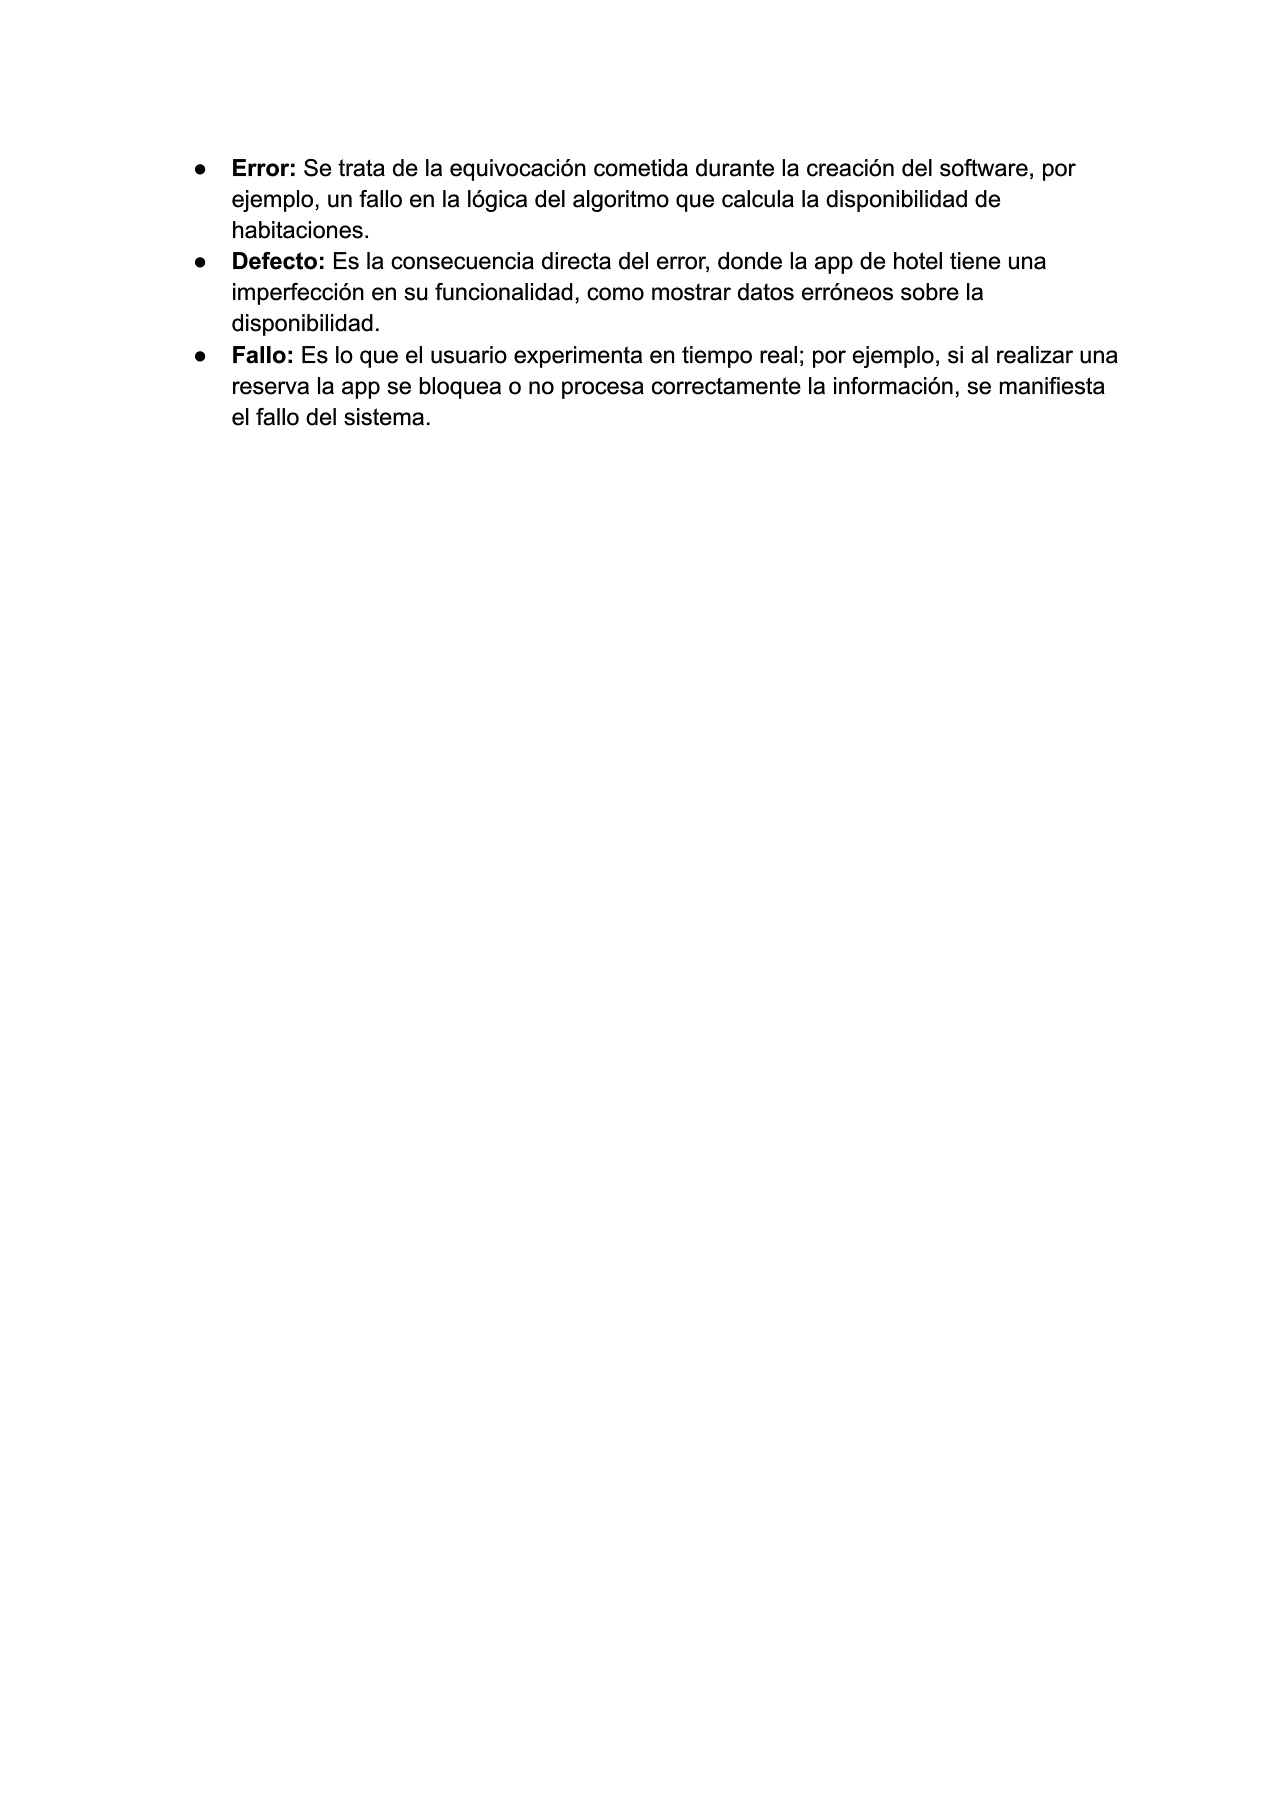 ● Error: Se trata de la equivocación cometida durante la creación del software, por
ejemplo, un fallo en la lógica del algoritmo que calcula la disponibilidad de
habitaciones.
● Defecto: Es la consecuencia directa del error, donde la app de hotel tiene una
imperfección en su funcionalidad, como mostrar datos erróneos sobre la
disponibilidad.
● Fallo: Es lo que el usuario experimenta en tiempo real; por ejemplo, si al realizar una
reserva la app se bloquea o no procesa correctamente la información, se manifiesta
el fallo del sistema.